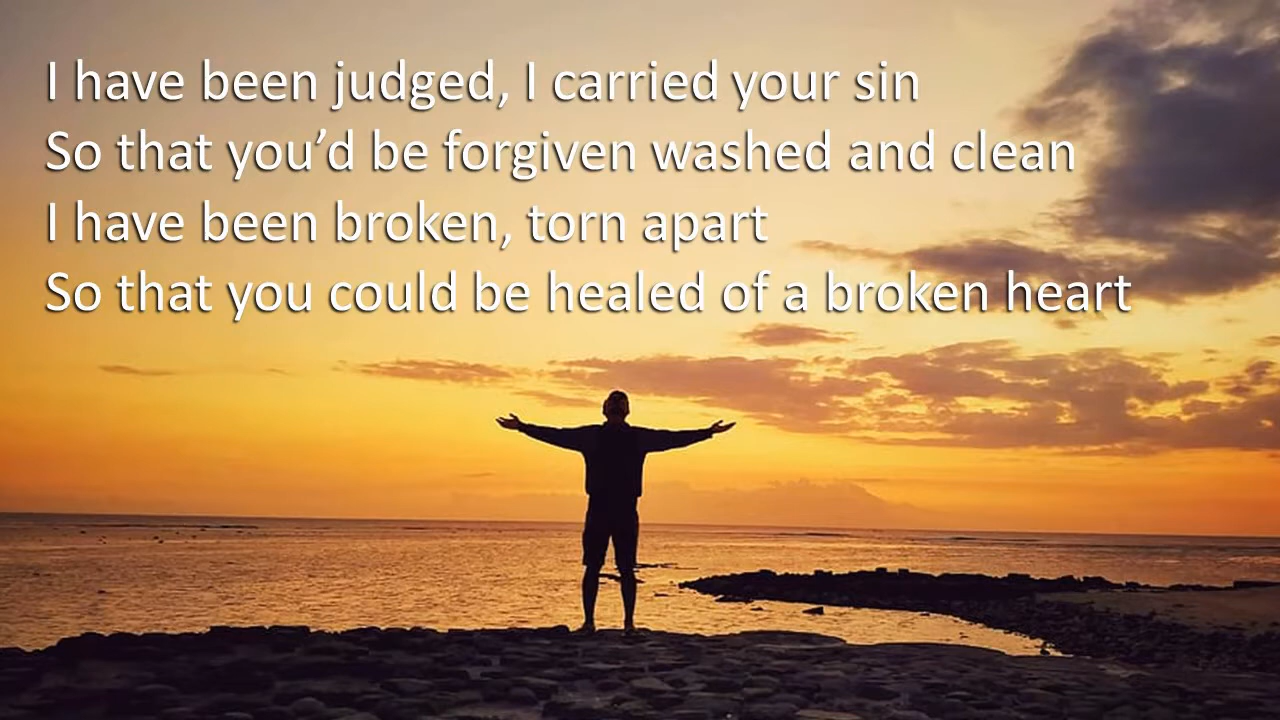 I have been judged, I carried your sin
So that you’d be forgiven washed and clean
I have been broken, torn apart
So that you could be healed of a broken heart